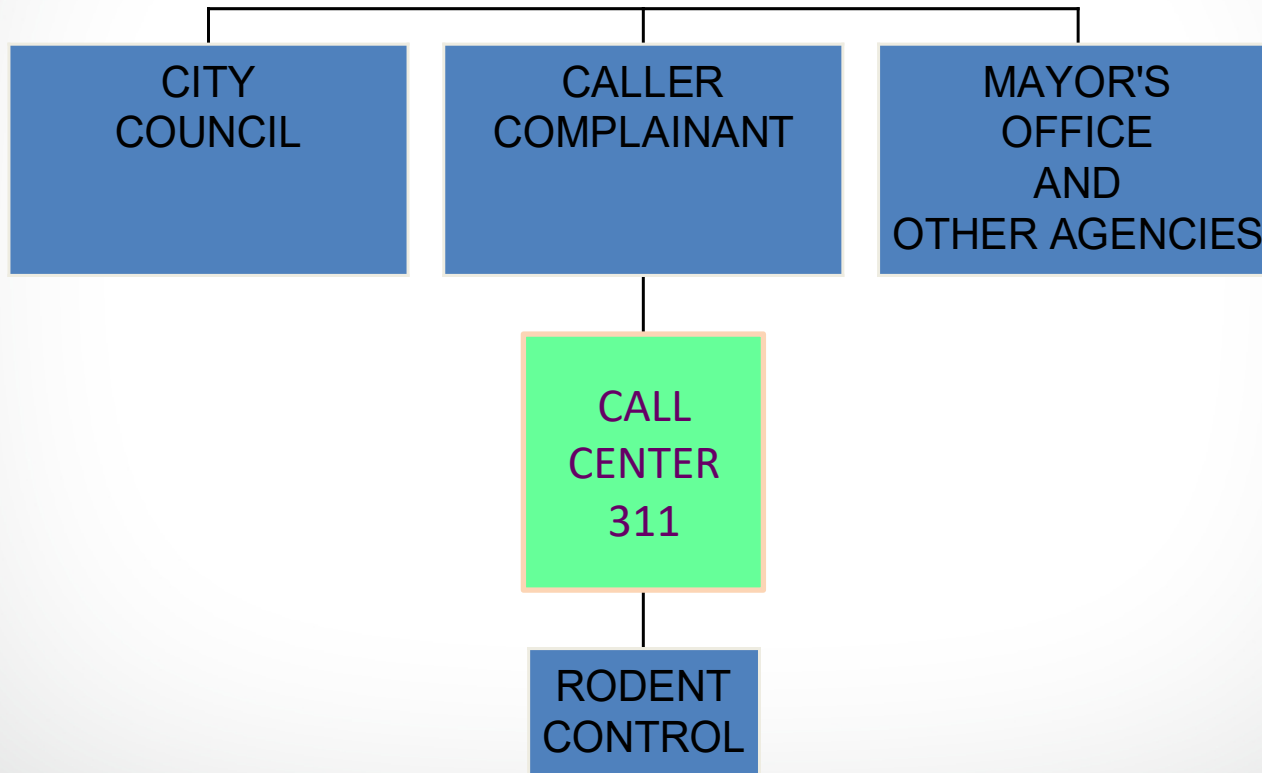 CITY
COUNCIL
CALLER
COMPLAINANT
MAYOR'S
OFFICE
AND
OTHER AGENCIES
CALL
CENTER
311
RODENT
CONTROL